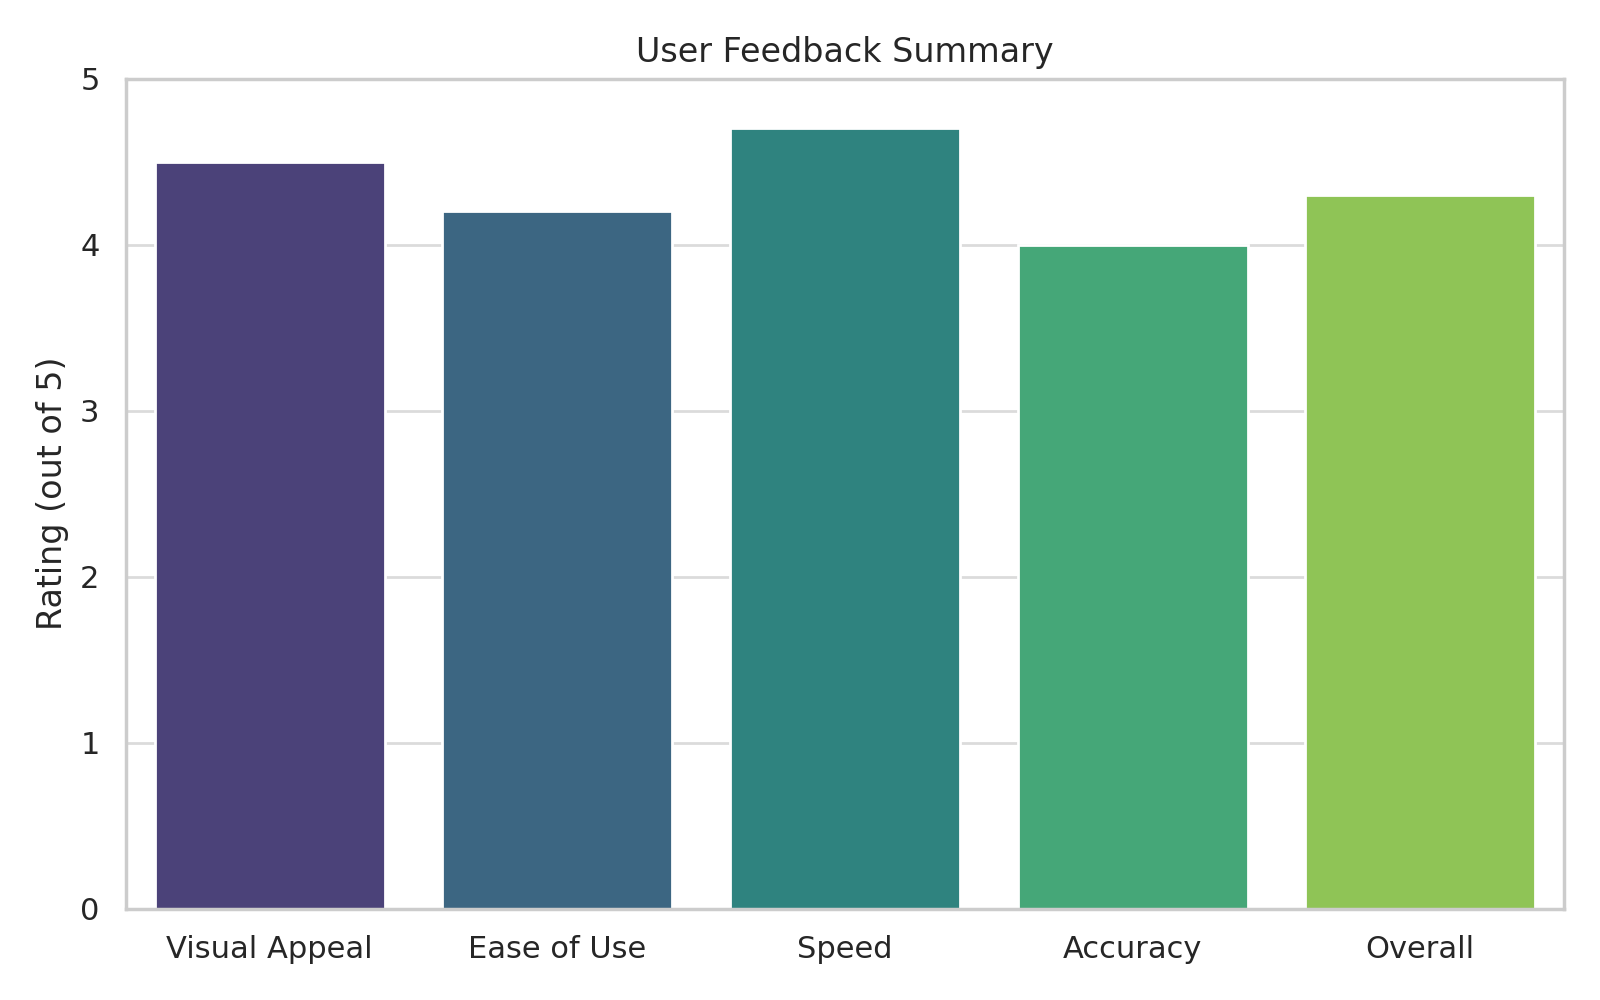 User Feedback Summary
5
4
3
2
1
0
Rating (out of 5)
Visual Appeal
Ease of Use
Speed
Accuracy
Overall